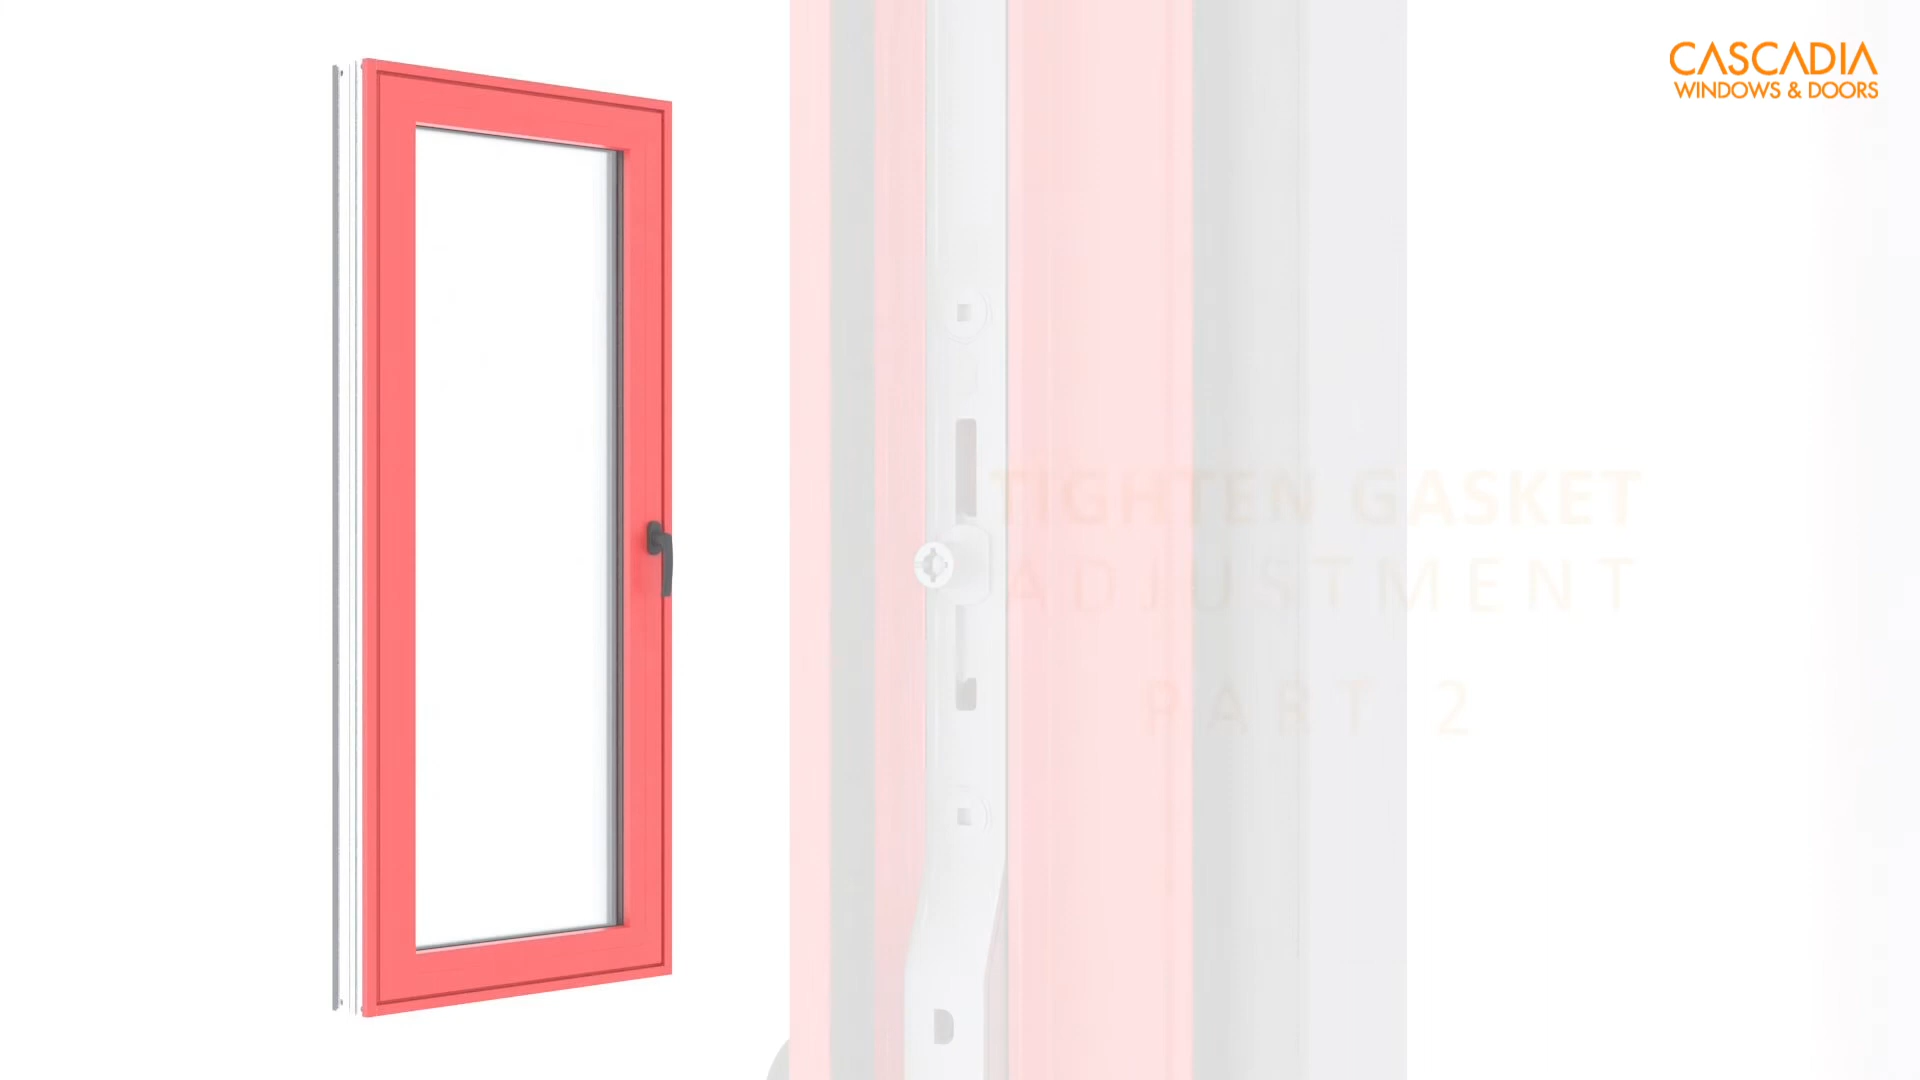 CASCADIA
WINDOWS & DOORS
TIGHTEN GASKET
ADJUSTMENT
PART 2